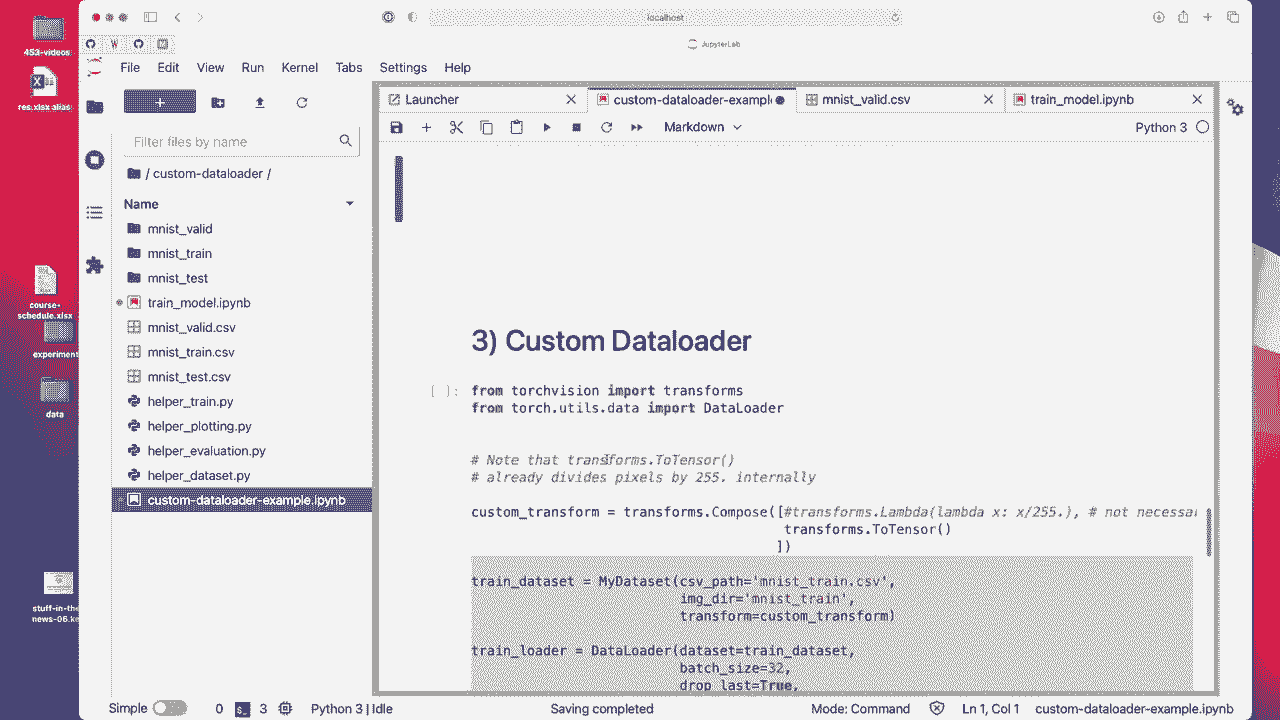 localhost
JupyterLab
453-videos
res.xlsx alias
course-schedule.xlsx
experiment
data
stuff-in-the
news-06.ke
File Edit View Run Kernel Tabs Settings Help
Filter files by name
/ custom-dataloader /
Name
mnist_valid
mnist_train
mnist_test
train_model.ipynb
mnist_valid.csv
mnist_train.csv
mnist_test.csv
helper_train.py
helper_plotting.py
helper_evaluation.py
helper_dataset.py
custom-dataloader-example.ipynb
Launcher custom-dataloader-example mnist_valid.csv train_model.ipynb
Markdown Python 3
3) Custom Dataloader
[ ]: from torchvision import transforms
from torch.utils.data import DataLoader
# Note that transforms.ToTensor()
# already divides pixels by 255. internally
custom_transform = transforms.Compose([#transforms.Lambda(lambda x: x/255.), # not necessar
transforms.ToTensor()
])
train_dataset = MyDataset(csv_path='mnist_train.csv',
img_dir='mnist_train',
transform=custom_transform)
train_loader = DataLoader(dataset=train_dataset,
batch_size=32,
drop_last=True,
Simple 0 3 Python 3 | Idle Saving completed Mode: Command Ln 1, Col 1 custom-dataloader-example.ipynb